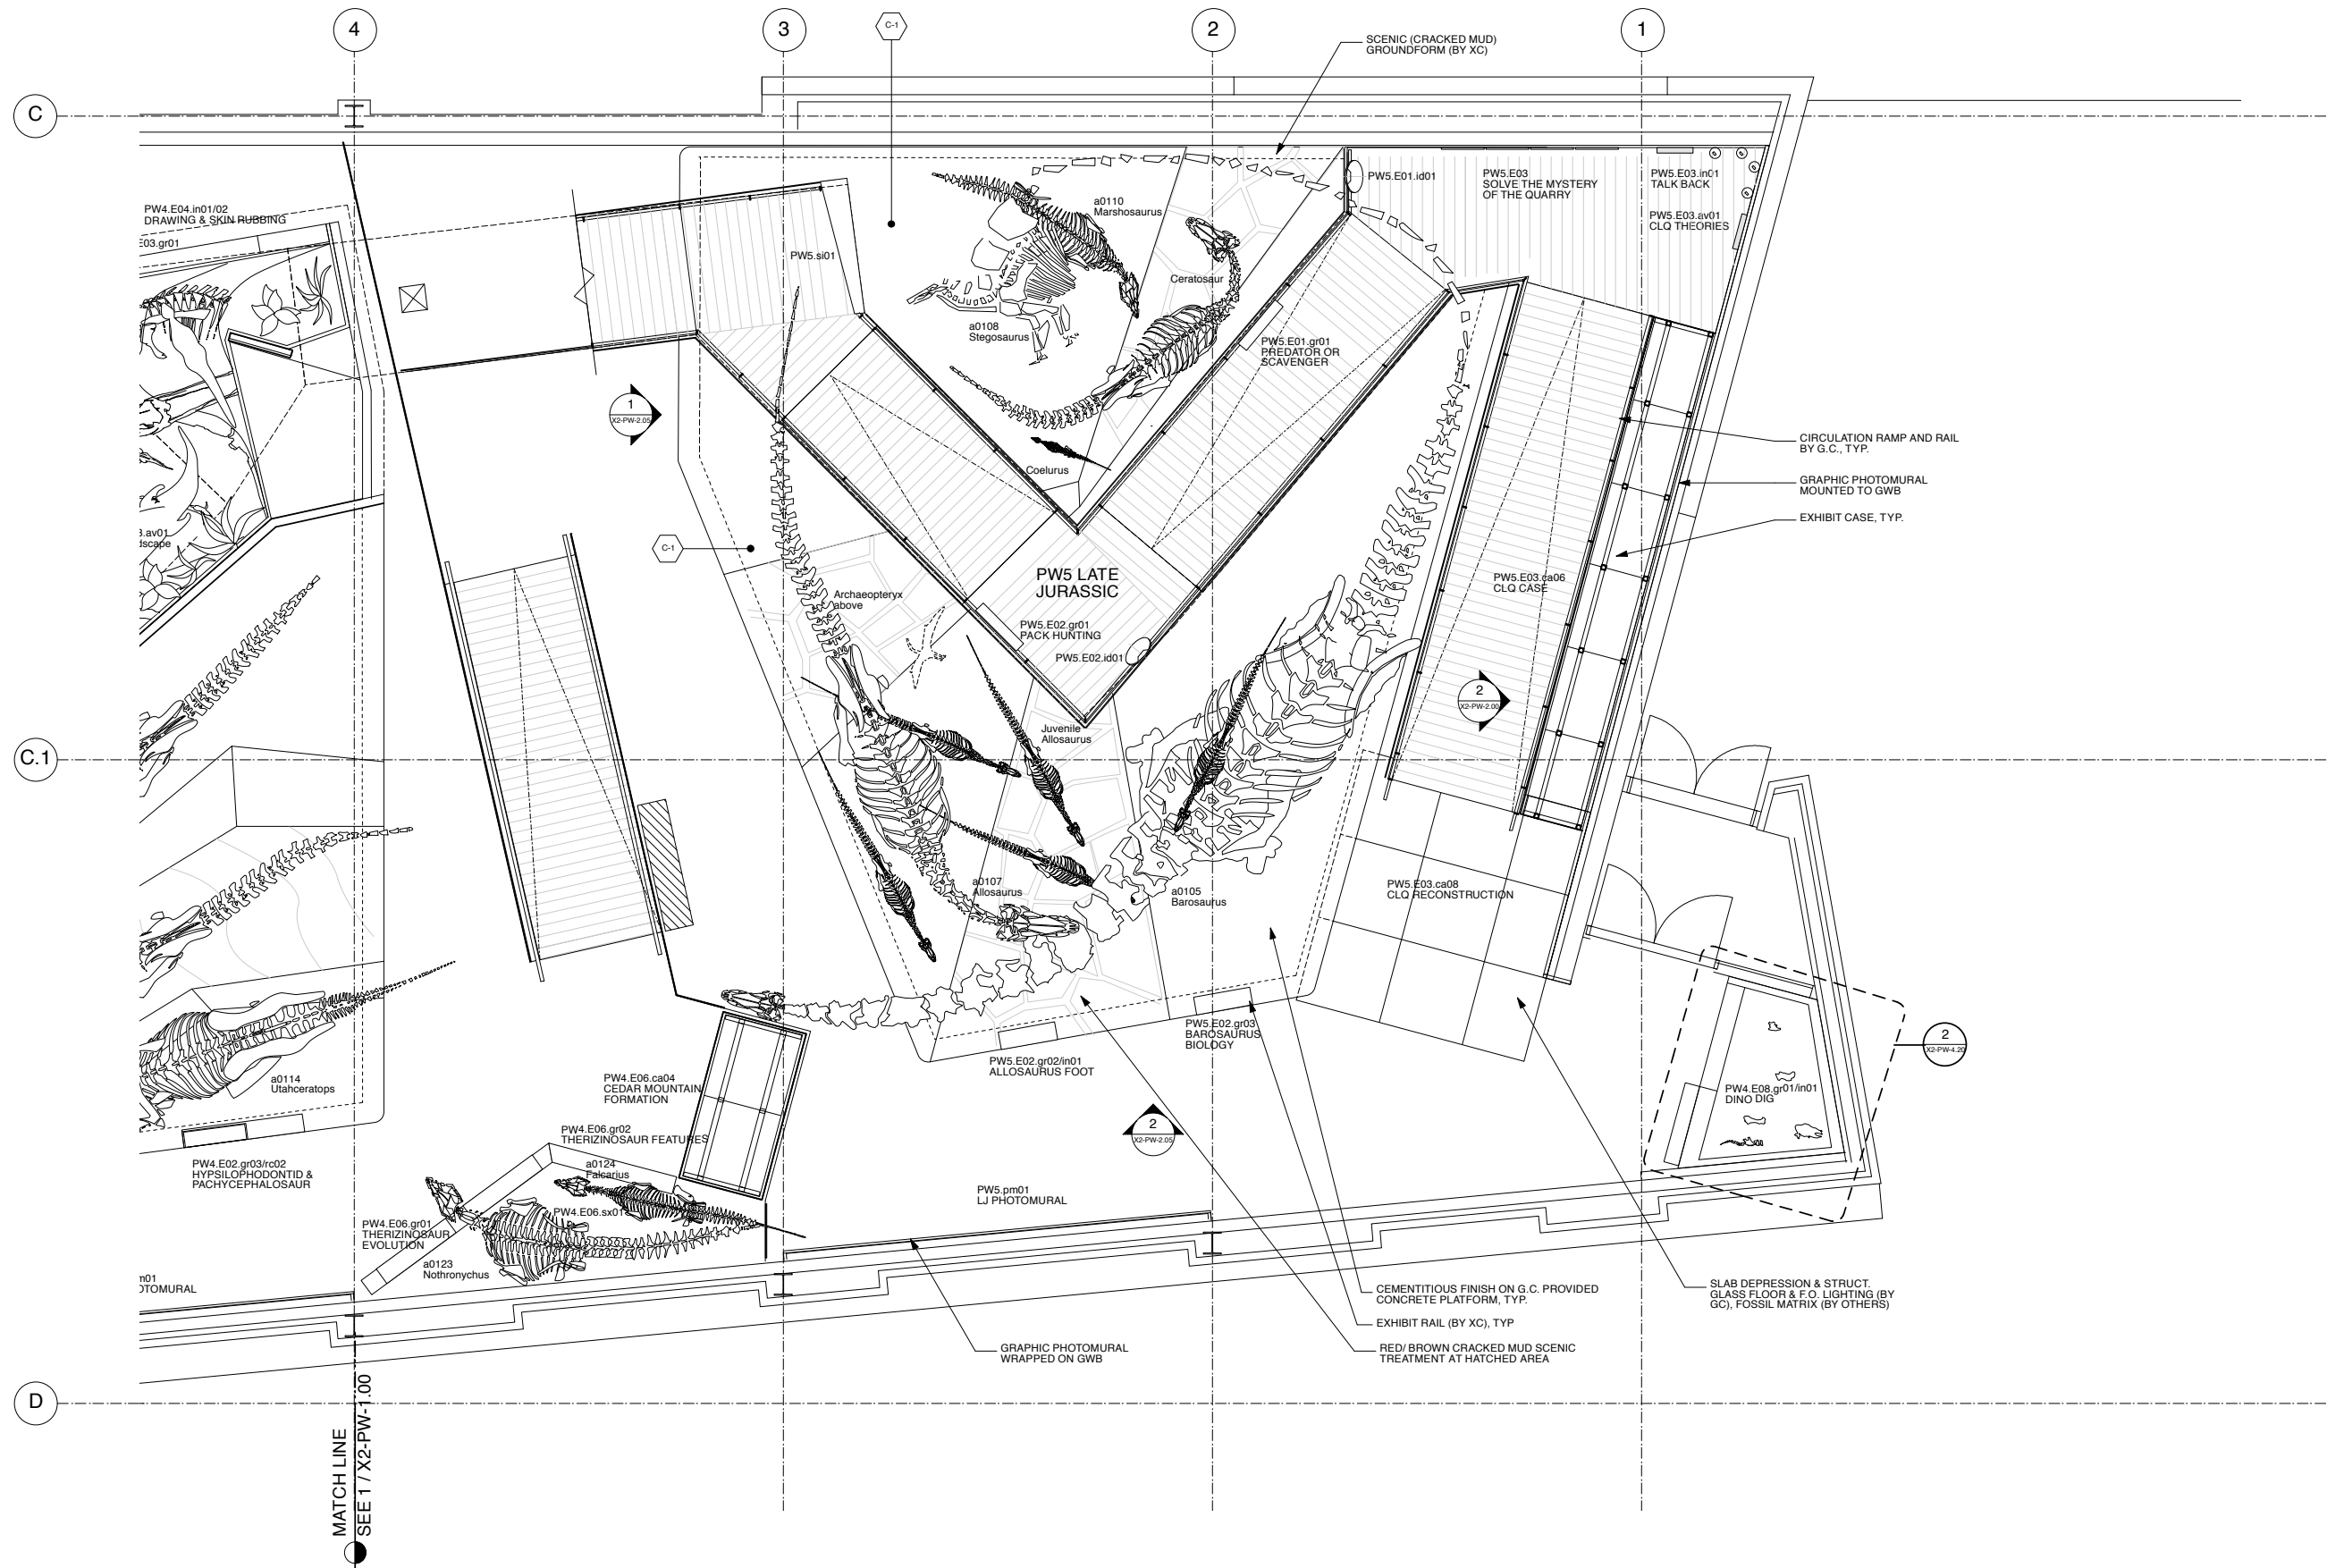 4
3
C-1
2
1
SCENIC (CRACKED MUD)
GROUNDFORM (BY XC)
C
PW4.E04.in01/02
DRAWING & SKIN RUBBING
E03.gr01
PW5.si01
a0110
Marshosaurus
Ceratosaur
a0108
Stegosaurus
PW5.E01.id01
PW5.E03
SOLVE THE MYSTERY
OF THE QUARRY
PW5.E03.in01
TALK BACK
PW5.E03.av01
CLQ THEORIES
PW5.E01.gr01
PREDATOR OR
SCAVENGER
1
X2-PW-2.05
Coelurus
CIRCULATION RAMP AND RAIL
BY G.C., TYP.
GRAPHIC PHOTOMURAL
MOUNTED TO GWB
EXHIBIT CASE, TYP.
3.av01
dscape
C-1
PW5 LATE
JURASSIC
PW5.E03.ca06
CLQ CASE
Archaeopteryx
above
PW5.E02.gr01
PACK HUNTING
PW5.E02.id01
2
X2-PW-2.00
Juvenile
Allosaurus
C.1
a0107
Allosaurus
a0105
Barosaurus
PW5.E03.ca08
CLQ RECONSTRUCTION
PW5.E02.gr03
BAROSAURUS
BIOLOGY
PW5.E02.gr02/in01
ALLOSAURUS FOOT
2
X2-PW-4.20
a0114
Utahceratops
PW4.E06.ca04
CEDAR MOUNTAIN
FORMATION
PW4.E08.gr01/in01
DINO DIG
2
X2-PW-2.05
PW4.E06.gr02
THERIZINOSAUR FEATURES
PW4.E02.gr03/rc02
HYPSILOPHODONTID &
PACHYCEPHALOSAUR
a0124
Falcarius
PW4.E06.sx01
PW4.E06.gr01
THERIZINOSAUR
EVOLUTION
a0123
Nothronychus
PW5.pm01
LJ PHOTOMURAL
m01
OTOMURAL
CEMENTITIOUS FINISH ON G.C. PROVIDED
CONCRETE PLATFORM, TYP.
EXHIBIT RAIL (BY XC), TYP
RED/ BROWN CRACKED MUD SCENIC
TREATMENT AT HATCHED AREA
SLAB DEPRESSION & STRUCT.
GLASS FLOOR & F.O. LIGHTING (BY
GC), FOSSIL MATRIX (BY OTHERS)
GRAPHIC PHOTOMURAL
WRAPPED ON GWB
D
MATCH LINE
SEE 1 / X2-PW-1.00